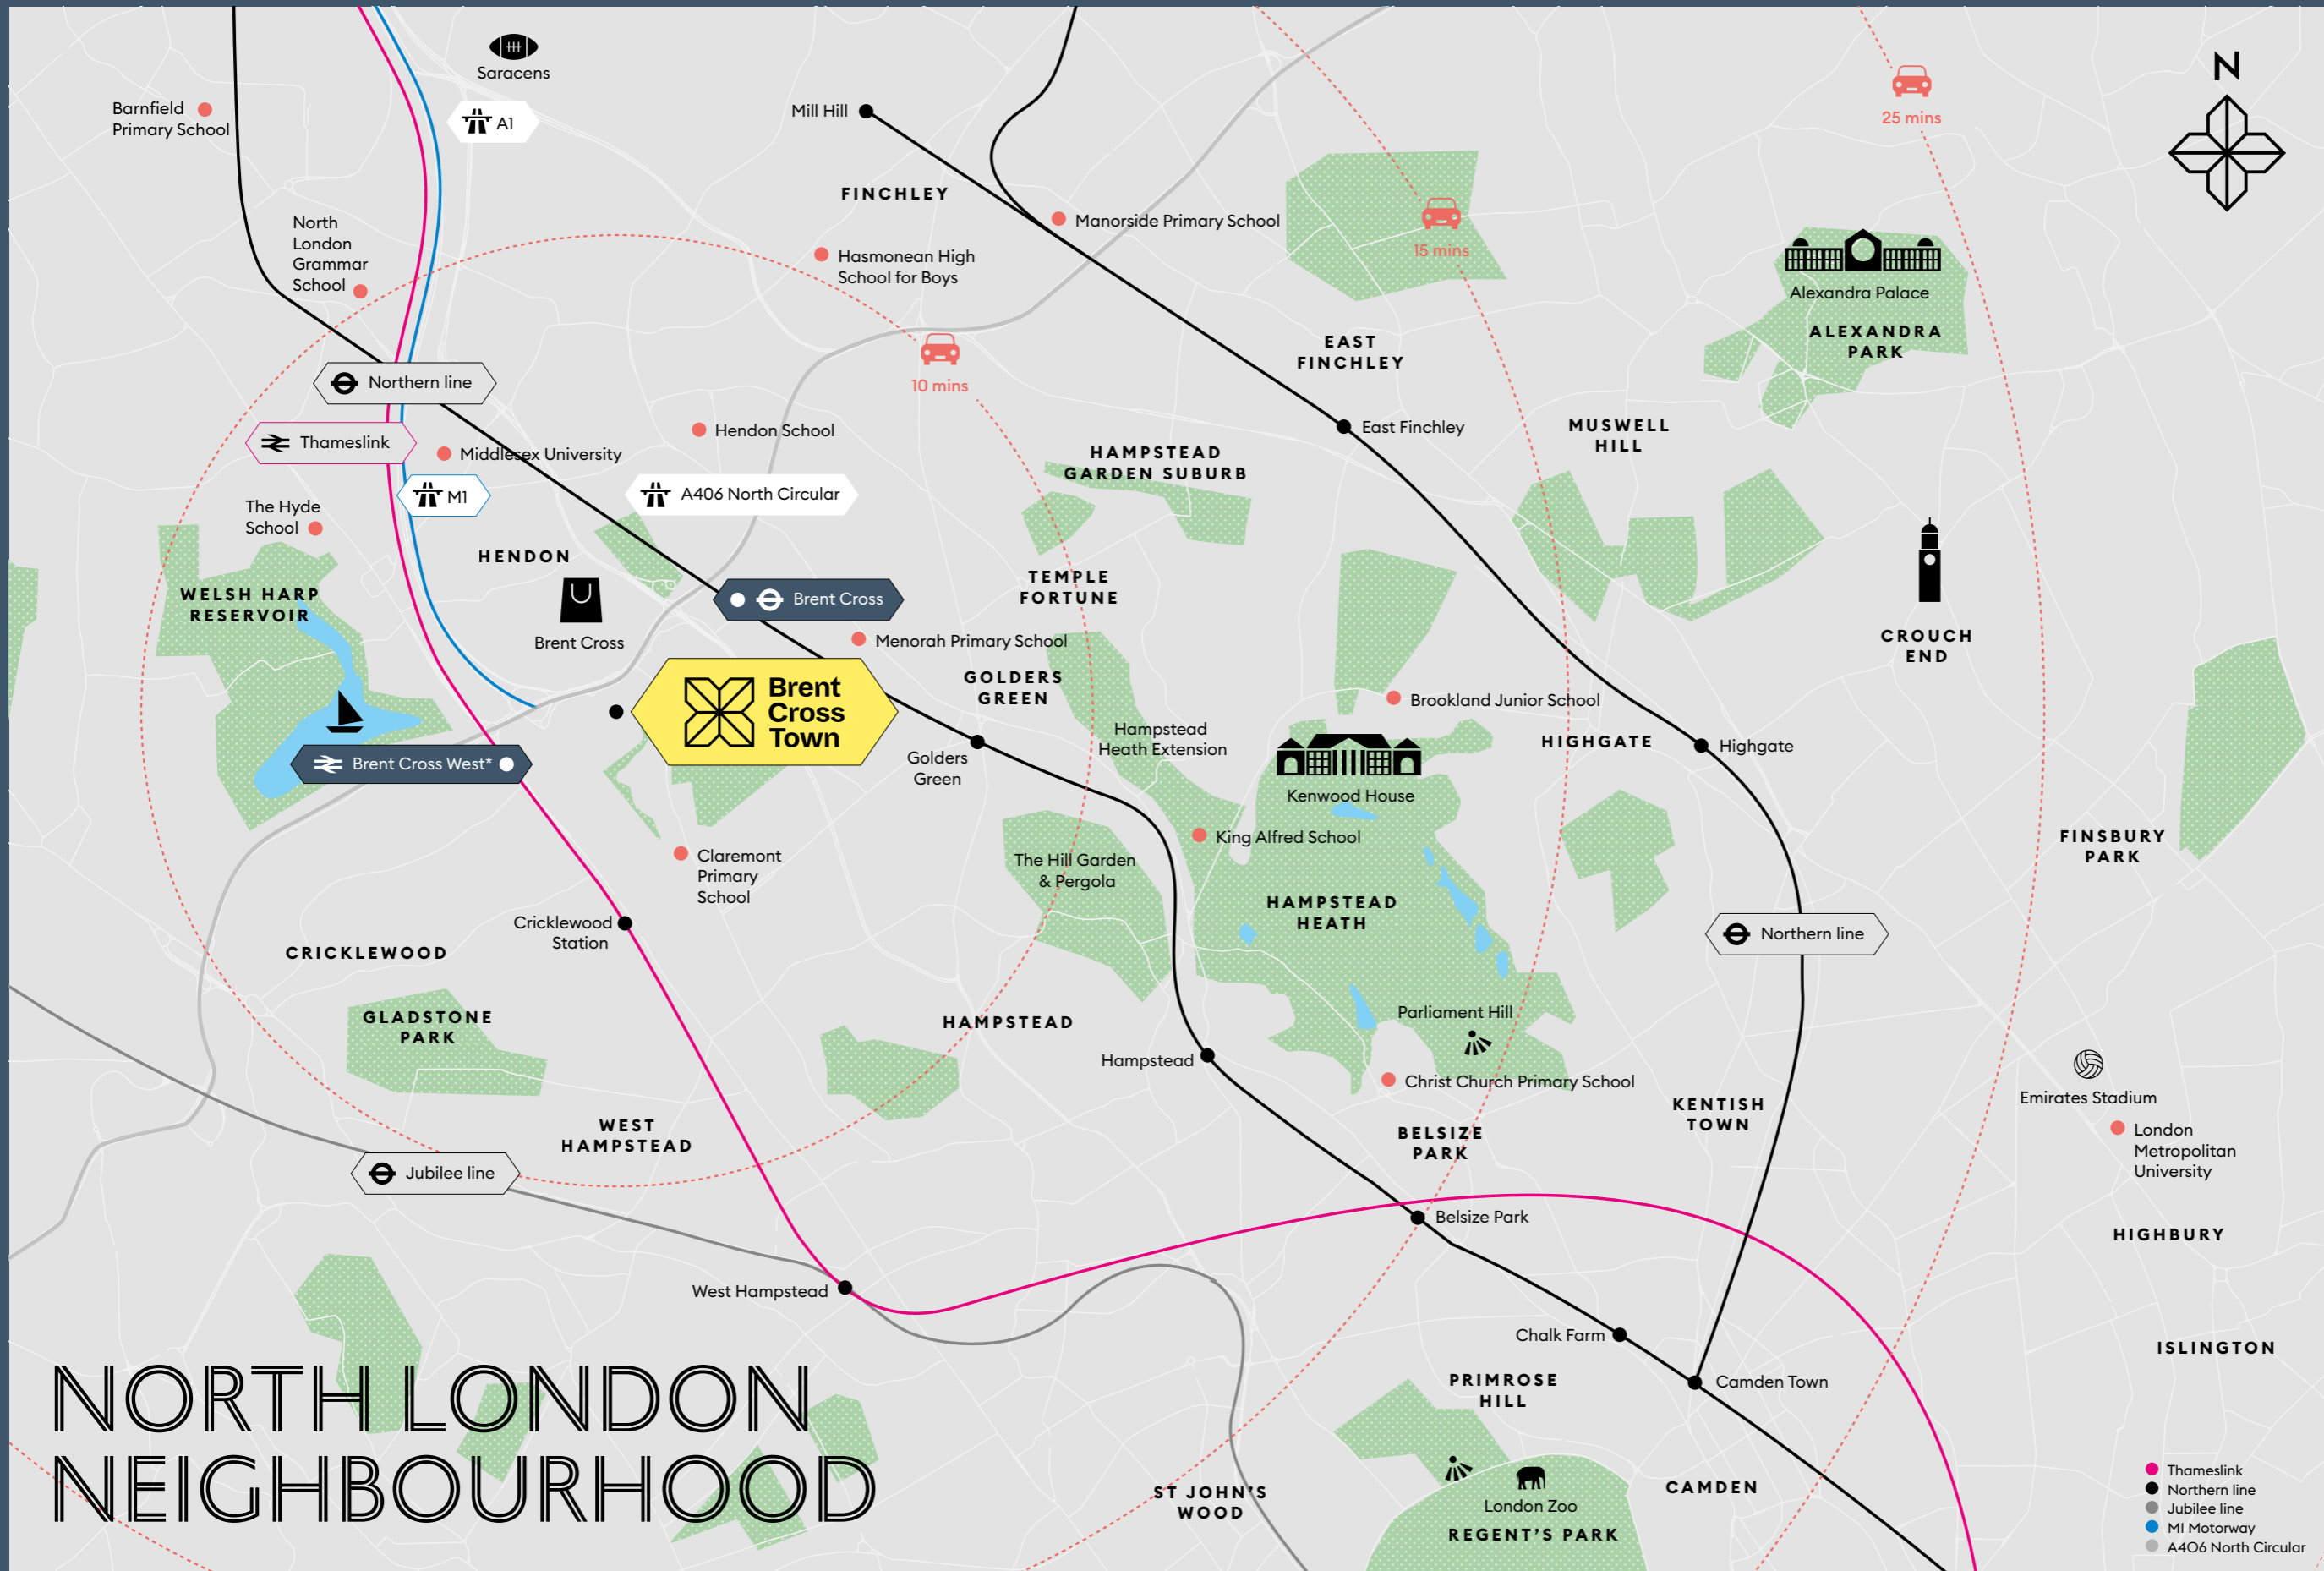 Saracens
N
A1
25 mins
Barnfield
Primary School
Mill Hill
FINCHLEY
Manorside Primary School
North
London
Grammar
School
Hasmonean High
School for Boys
15 mins
Alexandra Palace
ALEXANDRA
PARK
10 mins
EAST
FINCHLEY
Northern line
Thameslink
Hendon School
East Finchley
MUSWELL
HILL
Middlesex University
HAMPSTEAD
GARDEN SUBURB
M1
A406 North Circular
The Hyde
School
HENDON
WELSH HARP
RESERVOIR
Brent Cross
TEMPLE
FORTUNE
Brent Cross
Menorah Primary School
CROUCH
END
Brent
Cross
Town
GOLDERS
GREEN
Brookland Junior School
Hampstead
Heath Extension
HIGHGATE
Highgate
Brent Cross West*
Golders
Green
Kenwood House
King Alfred School
FINSBURY
PARK
Claremont
Primary
School
The Hill Garden
& Pergola
HAMPSTEAD
HEATH
Cricklewood
Station
Northern line
CRICKLEWOOD
GLADSTONE
PARK
HAMPSTEAD
Parliament Hill
Hampstead
Christ Church Primary School
Emirates Stadium
KENTISH
TOWN
WEST
HAMPSTEAD
BELSIZE
PARK
London
Metropolitan
University
Jubilee line
Belsize Park
HIGHBURY
West Hampstead
Chalk Farm
ISLINGTON
Camden Town
PRIMROSE
HILL
NORTH LONDON
NEIGHBOURHOOD
ST JOHN'S
WOOD
London Zoo
REGENT'S PARK
CAMDEN
Thameslink
Northern line
Jubilee line
M1 Motorway
A406 North Circular